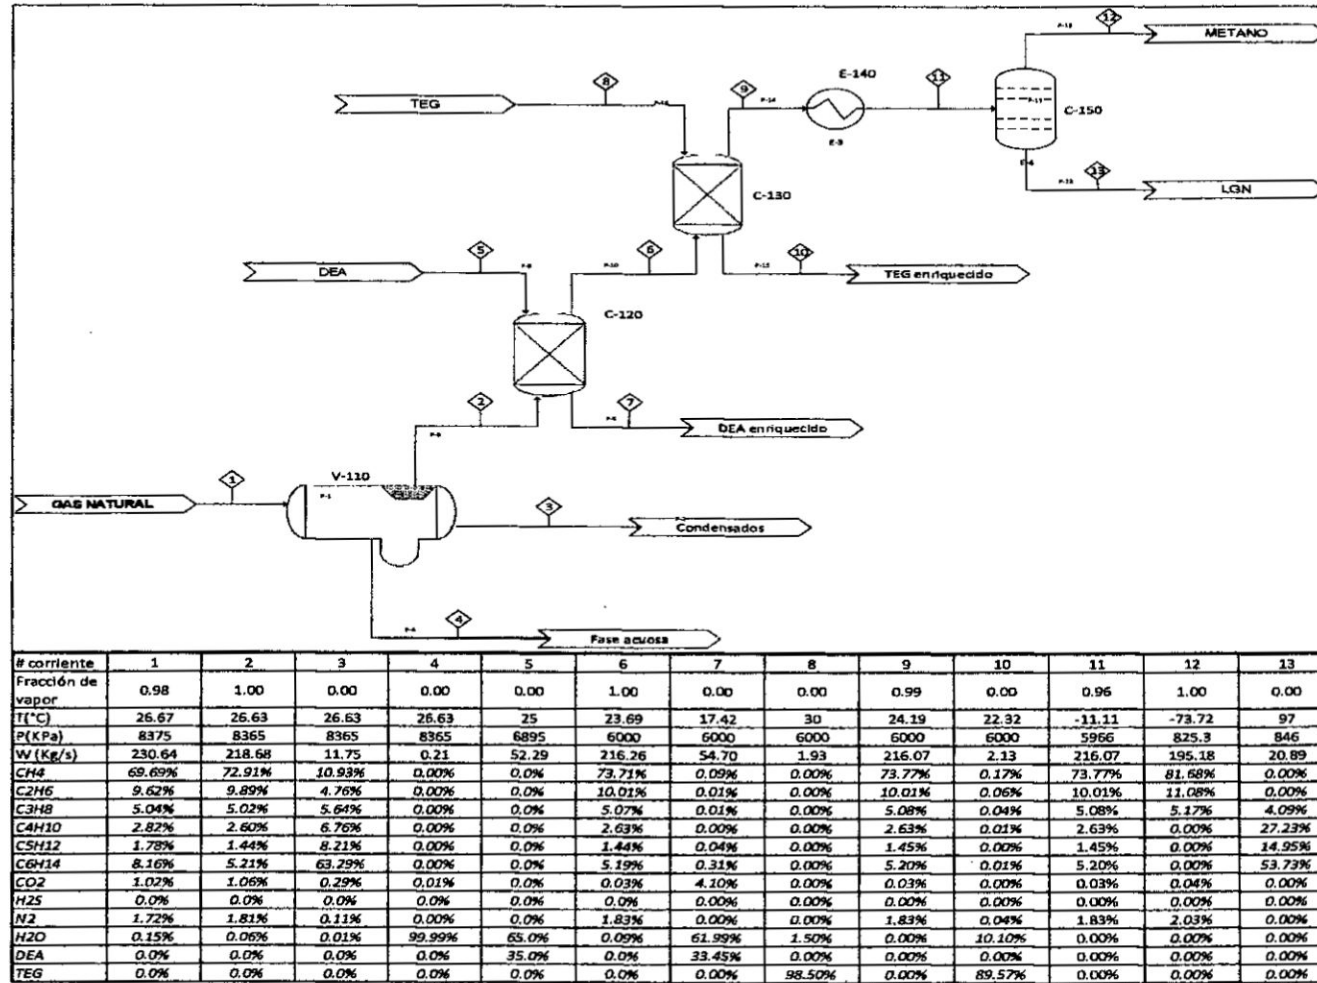 12
METANO
E-140
8
9
11
TEG
C-150
E-3
13
LGN
C-130
5
6
10
DEA
TEG enriquecido
C-120
2
7
DEA enriquecido
V-110
1
GAS NATURAL
3
Condensados
4
Fase acuosa
# corriente 1 2 3 4 5 6 7 8 9 10 11 12 13
Fracción de vapor 0.98 1.00 0.00 0.00 0.00 1.00 0.00 0.00 0.99 0.00 0.96 1.00 0.00
T(°C) 26.67 26.63 26.63 26.63 25 23.69 17.42 30 24.19 22.32 -11.11 -73.72 97
P(KPa) 8375 8365 8365 8365 6895 6000 6000 6000 6000 6000 5966 825.3 846
W (Kg/s) 230.64 218.68 11.75 0.21 52.29 216.26 54.70 1.93 216.07 2.13 216.07 195.18 20.89
CH4 69.69% 72.91% 10.93% 0.00% 0.0% 73.71% 0.09% 0.00% 73.77% 0.17% 73.77% 81.68% 0.00%
C2H6 9.62% 9.89% 4.76% 0.00% 0.0% 10.01% 0.01% 0.00% 10.01% 0.06% 10.01% 11.08% 0.00%
C3H8 5.04% 5.02% 5.64% 0.00% 0.0% 5.07% 0.01% 0.00% 5.08% 0.04% 5.08% 5.17% 4.09%
C4H10 2.82% 2.60% 6.76% 0.00% 0.0% 2.63% 0.00% 0.00% 2.63% 0.01% 2.63% 0.00% 27.23%
C5H12 1.78% 1.44% 8.21% 0.00% 0.0% 1.44% 0.04% 0.00% 1.45% 0.00% 1.45% 0.00% 14.95%
C6H14 8.16% 5.21% 63.29% 0.00% 0.0% 5.19% 0.31% 0.00% 5.20% 0.01% 5.20% 0.00% 53.73%
CO2 1.02% 1.06% 0.29% 0.01% 0.0% 0.03% 4.10% 0.00% 0.03% 0.00% 0.03% 0.04% 0.00%
H2S 0.0% 0.0% 0.0% 0.0% 0.0% 0.0% 0.00% 0.00% 0.00% 0.00% 0.00% 0.00% 0.00%
N2 1.72% 1.81% 0.11% 0.00% 0.0% 1.83% 0.00% 0.00% 1.83% 0.04% 1.83% 2.03% 0.00%
H2O 0.15% 0.06% 0.01% 99.99% 65.0% 0.09% 61.99% 1.50% 0.00% 10.10% 0.00% 0.00% 0.00%
DEA 0.0% 0.0% 0.0% 0.0% 35.0% 0.0% 33.45% 0.00% 0.00% 0.00% 0.00% 0.00% 0.00%
TEG 0.0% 0.0% 0.0% 0.0% 0.0% 0.0% 0.00% 98.50% 0.00% 89.57% 0.00% 0.00% 0.00%